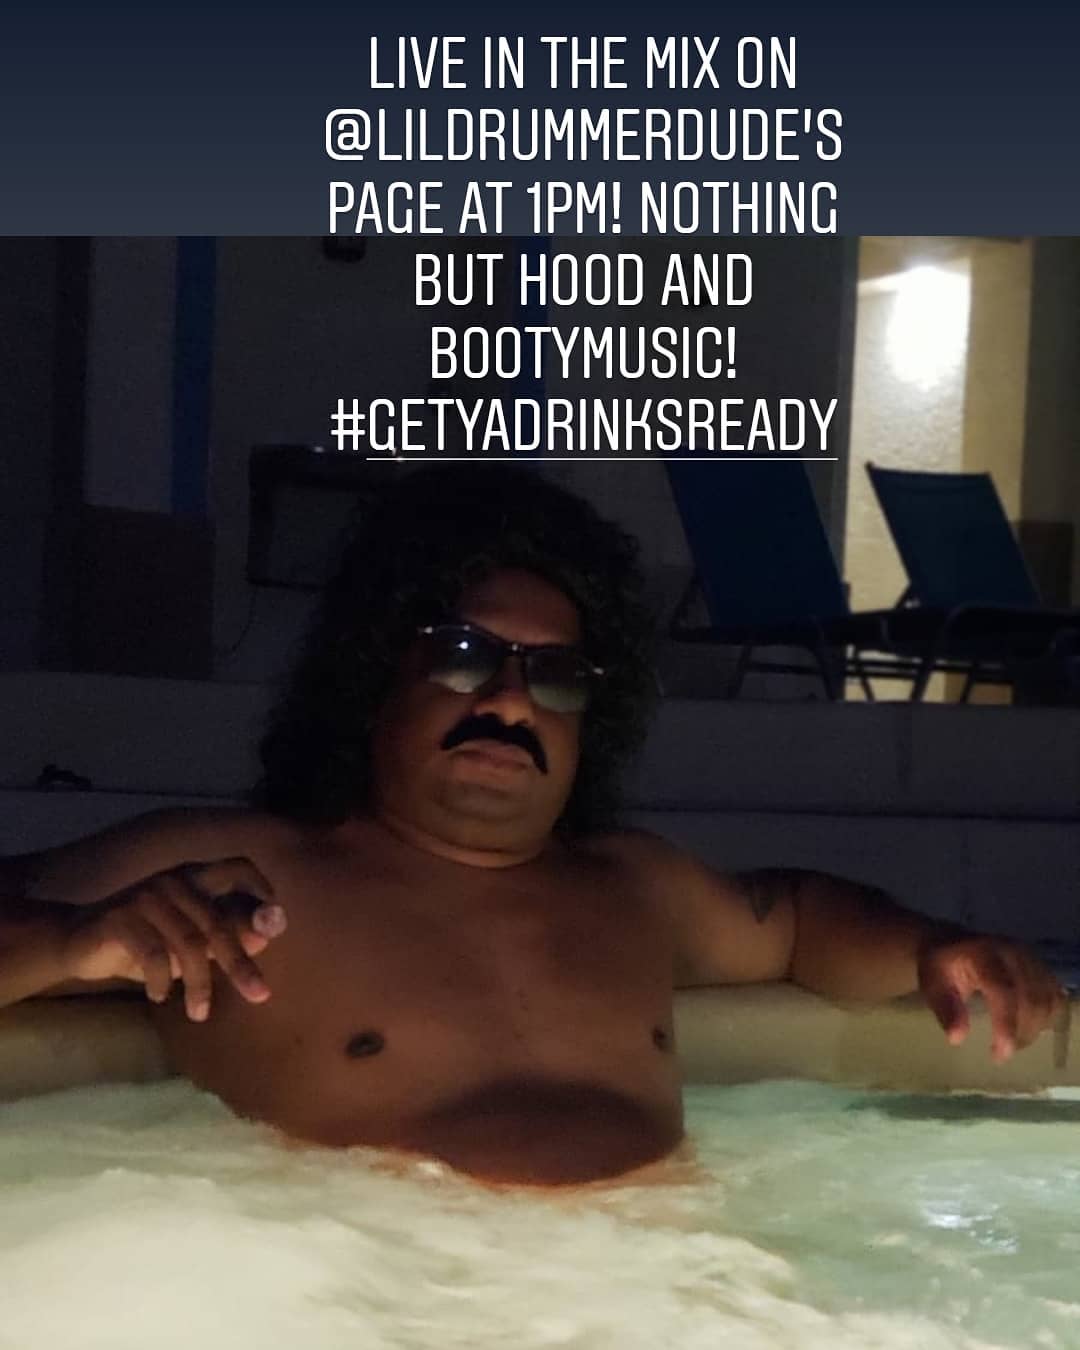 LIVE IN THE MIX ON
@LILDRUMMERDUDE'S
PAGE AT 1PM! NOTHING
BUT HOOD AND
BOOTYMUSIC!
#GETYADRINKSREADY